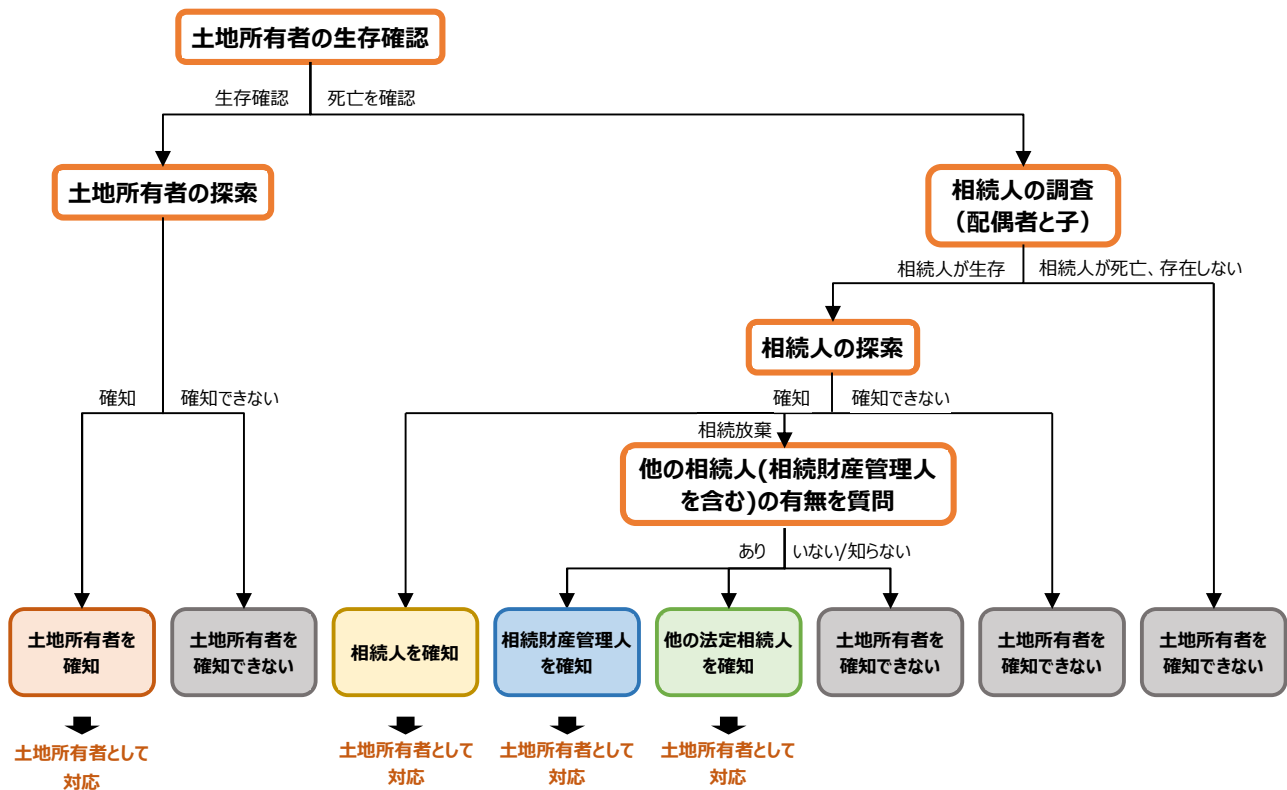 土地所有者の生存確認
生存確認
死亡を確認
土地所有者の探索
相続人の調査
（配偶者と子）
相続人が生存
相続人が死亡、存在しない
相続人の探索
確知
確知できない
確知
確知できない
相続放棄
他の相続人(相続財産管理人
を含む)の有無を質問
あり
いない/知らない
土地所有者を
確知
土地所有者を
確知できない
相続人を確知
相続財産管理人
を確知
他の法定相続人
を確知
土地所有者を
確知できない
土地所有者を
確知できない
土地所有者を
確知できない
土地所有者として
対応
土地所有者として
対応
土地所有者として
対応
土地所有者として
対応